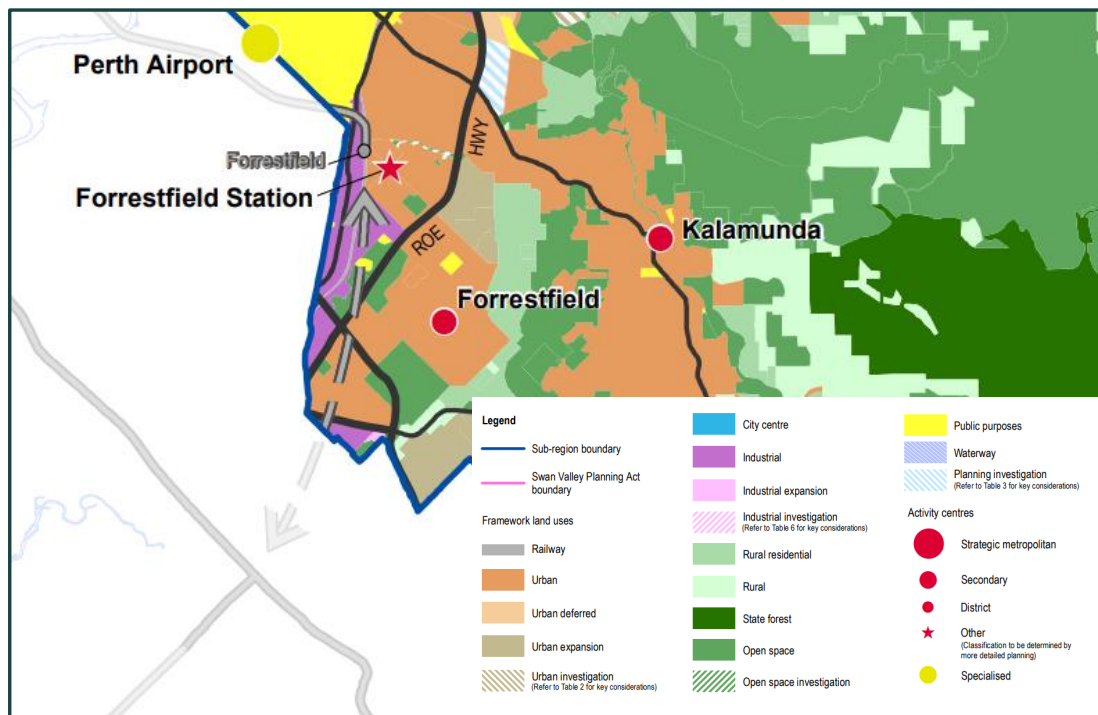 Perth Airport
HWY
Forrestfield
Forrestfield Station
Kalamunda
ROE
Forrestfield
Legend
Sub-region boundary
Swan Valley Planning Act
boundary
Framework land uses
Railway
Urban
Urban deferred
Urban expansion
Urban investigation
(Refer to Table 2 for key considerations)
City centre
Industrial
Industrial expansion
Industrial investigation
(Refer to Table 6 for key considerations)
Rural residential
Rural
State forest
Open space
Open space investigation
Public purposes
Waterway
Planning investigation
(Refer to Table 3 for key considerations)
Activity centres
Strategic metropolitan
Secondary
District
Other
(Classification to be determined by
more detailed planning)
Specialised